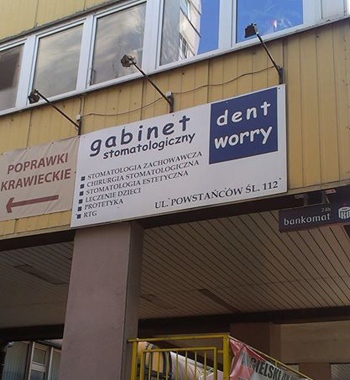 gabinet
stomatologiczny
dent
worry
STOMATOLOGIA ZACHOWAWCZA
CHIRURGIA STOMATOLOGICZNA
STOMATOLOGIA ESTETYCZNA
LECZENIE DZIECI
PROTETYKA
RTG
UL. POWSTAŃCÓW ŚL. 112
POPRAWKI
KRAWIECKIE
24h
bankomat